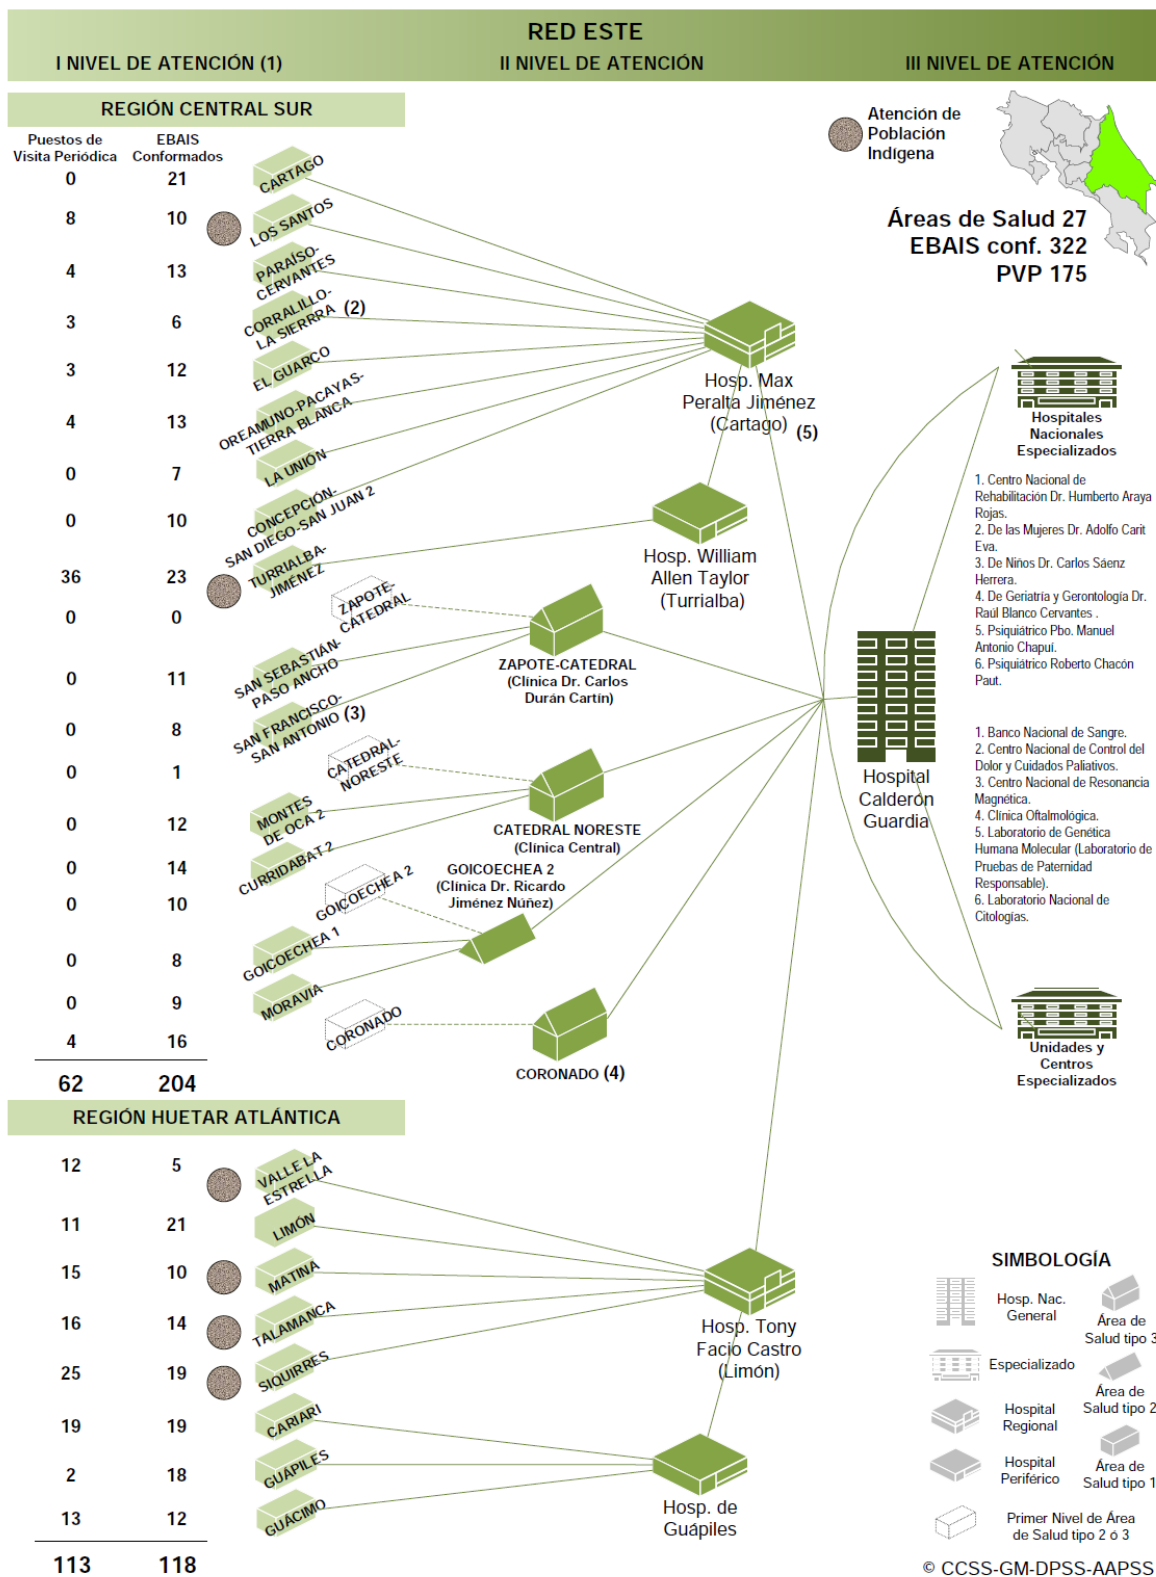 RED ESTE
I NIVEL DE ATENCIÓN (1)
II NIVEL DE ATENCIÓN
III NIVEL DE ATENCIÓN
REGIÓN CENTRAL SUR
Puestos de
Visita Periódica
EBAIS
Conformados
0 21 CARTAGO
8 10 LOS SANTOS
4 13 PARAÍSO-
CERVANTES
3 6 CORRALILLO-
LA SIERRRA (2)
3 12 EL GUARCO
4 13 OREAMUNO-PACAYAS-
TIERRA BLANCA
0 7 LA UNIÓN
0 10 CONCEPCIÓN-
SAN DIEGO-SAN JUAN 2
36 23 TURRIALBA-
JIMÉNEZ
0 0 ZAPOTE-
CATEDRAL
0 11 SAN SEBASTIÁN-
PASO ANCHO
0 8 SAN FRANCISCO-
SAN ANTONIO (3)
0 1 CATEDRAL-
NORESTE
0 12 MONTES
DE OCA 2
0 14 CURRIDABAT 2
0 10 GOICOECHEA 2
0 8 GOICOECHEA 1
0 9 MORAVIA
4 16 CORONADO
62 204
Hosp. Max
Peralta Jiménez
(Cartago) (5)
Hosp. William
Allen Taylor
(Turrialba)
ZAPOTE-CATEDRAL
(Clínica Dr. Carlos
Durán Cartín)
CATEDRAL NORESTE
(Clínica Central)
GOICOECHEA 2
(Clínica Dr. Ricardo
Jiménez Núñez)
CORONADO (4)
Hospital
Calderón
Guardia
Atención de
Población
Indígena
Áreas de Salud 27
EBAIS conf. 322
PVP 175
Hospitales
Nacionales
Especializados
1. Centro Nacional de
Rehabilitación Dr. Humberto Araya
Rojas.
2. De las Mujeres Dr. Adolfo Carit
Eva.
3. De Niños Dr. Carlos Sáenz
Herrera.
4. De Geriatría y Gerontología Dr.
Raúl Blanco Cervantes .
5. Psiquiátrico Pbo. Manuel
Antonio Chapuí.
6. Psiquiátrico Roberto Chacón
Paut.
1. Banco Nacional de Sangre.
2. Centro Nacional de Control del
Dolor y Cuidados Paliativos.
3. Centro Nacional de Resonancia
Magnética.
4. Clínica Oftalmológica.
5. Laboratorio de Genética
Humana Molecular (Laboratorio de
Pruebas de Paternidad
Responsable).
6. Laboratorio Nacional de
Citologías.
Unidades y
Centros
Especializados
REGIÓN HUETAR ATLÁNTICA
12 5 VALLE LA
ESTRELLA
11 21 LIMÓN
15 10 MATINA
16 14 TALAMANCA
25 19 SIQUIRRES
19 19 CARIARI
2 18 GUÁPILES
13 12 GUÁCIMO
113 118
Hosp. Tony
Facio Castro
(Limón)
Hosp. de
Guápiles
SIMBOLOGÍA
Hosp. Nac.
General
Área de
Salud tipo 3
Especializado
Área de
Salud tipo 2
Hospital
Regional
Hospital
Periférico
Área de
Salud tipo 1
Primer Nivel de Área
de Salud tipo 2 ó 3
© CCSS-GM-DPSS-AAPSS